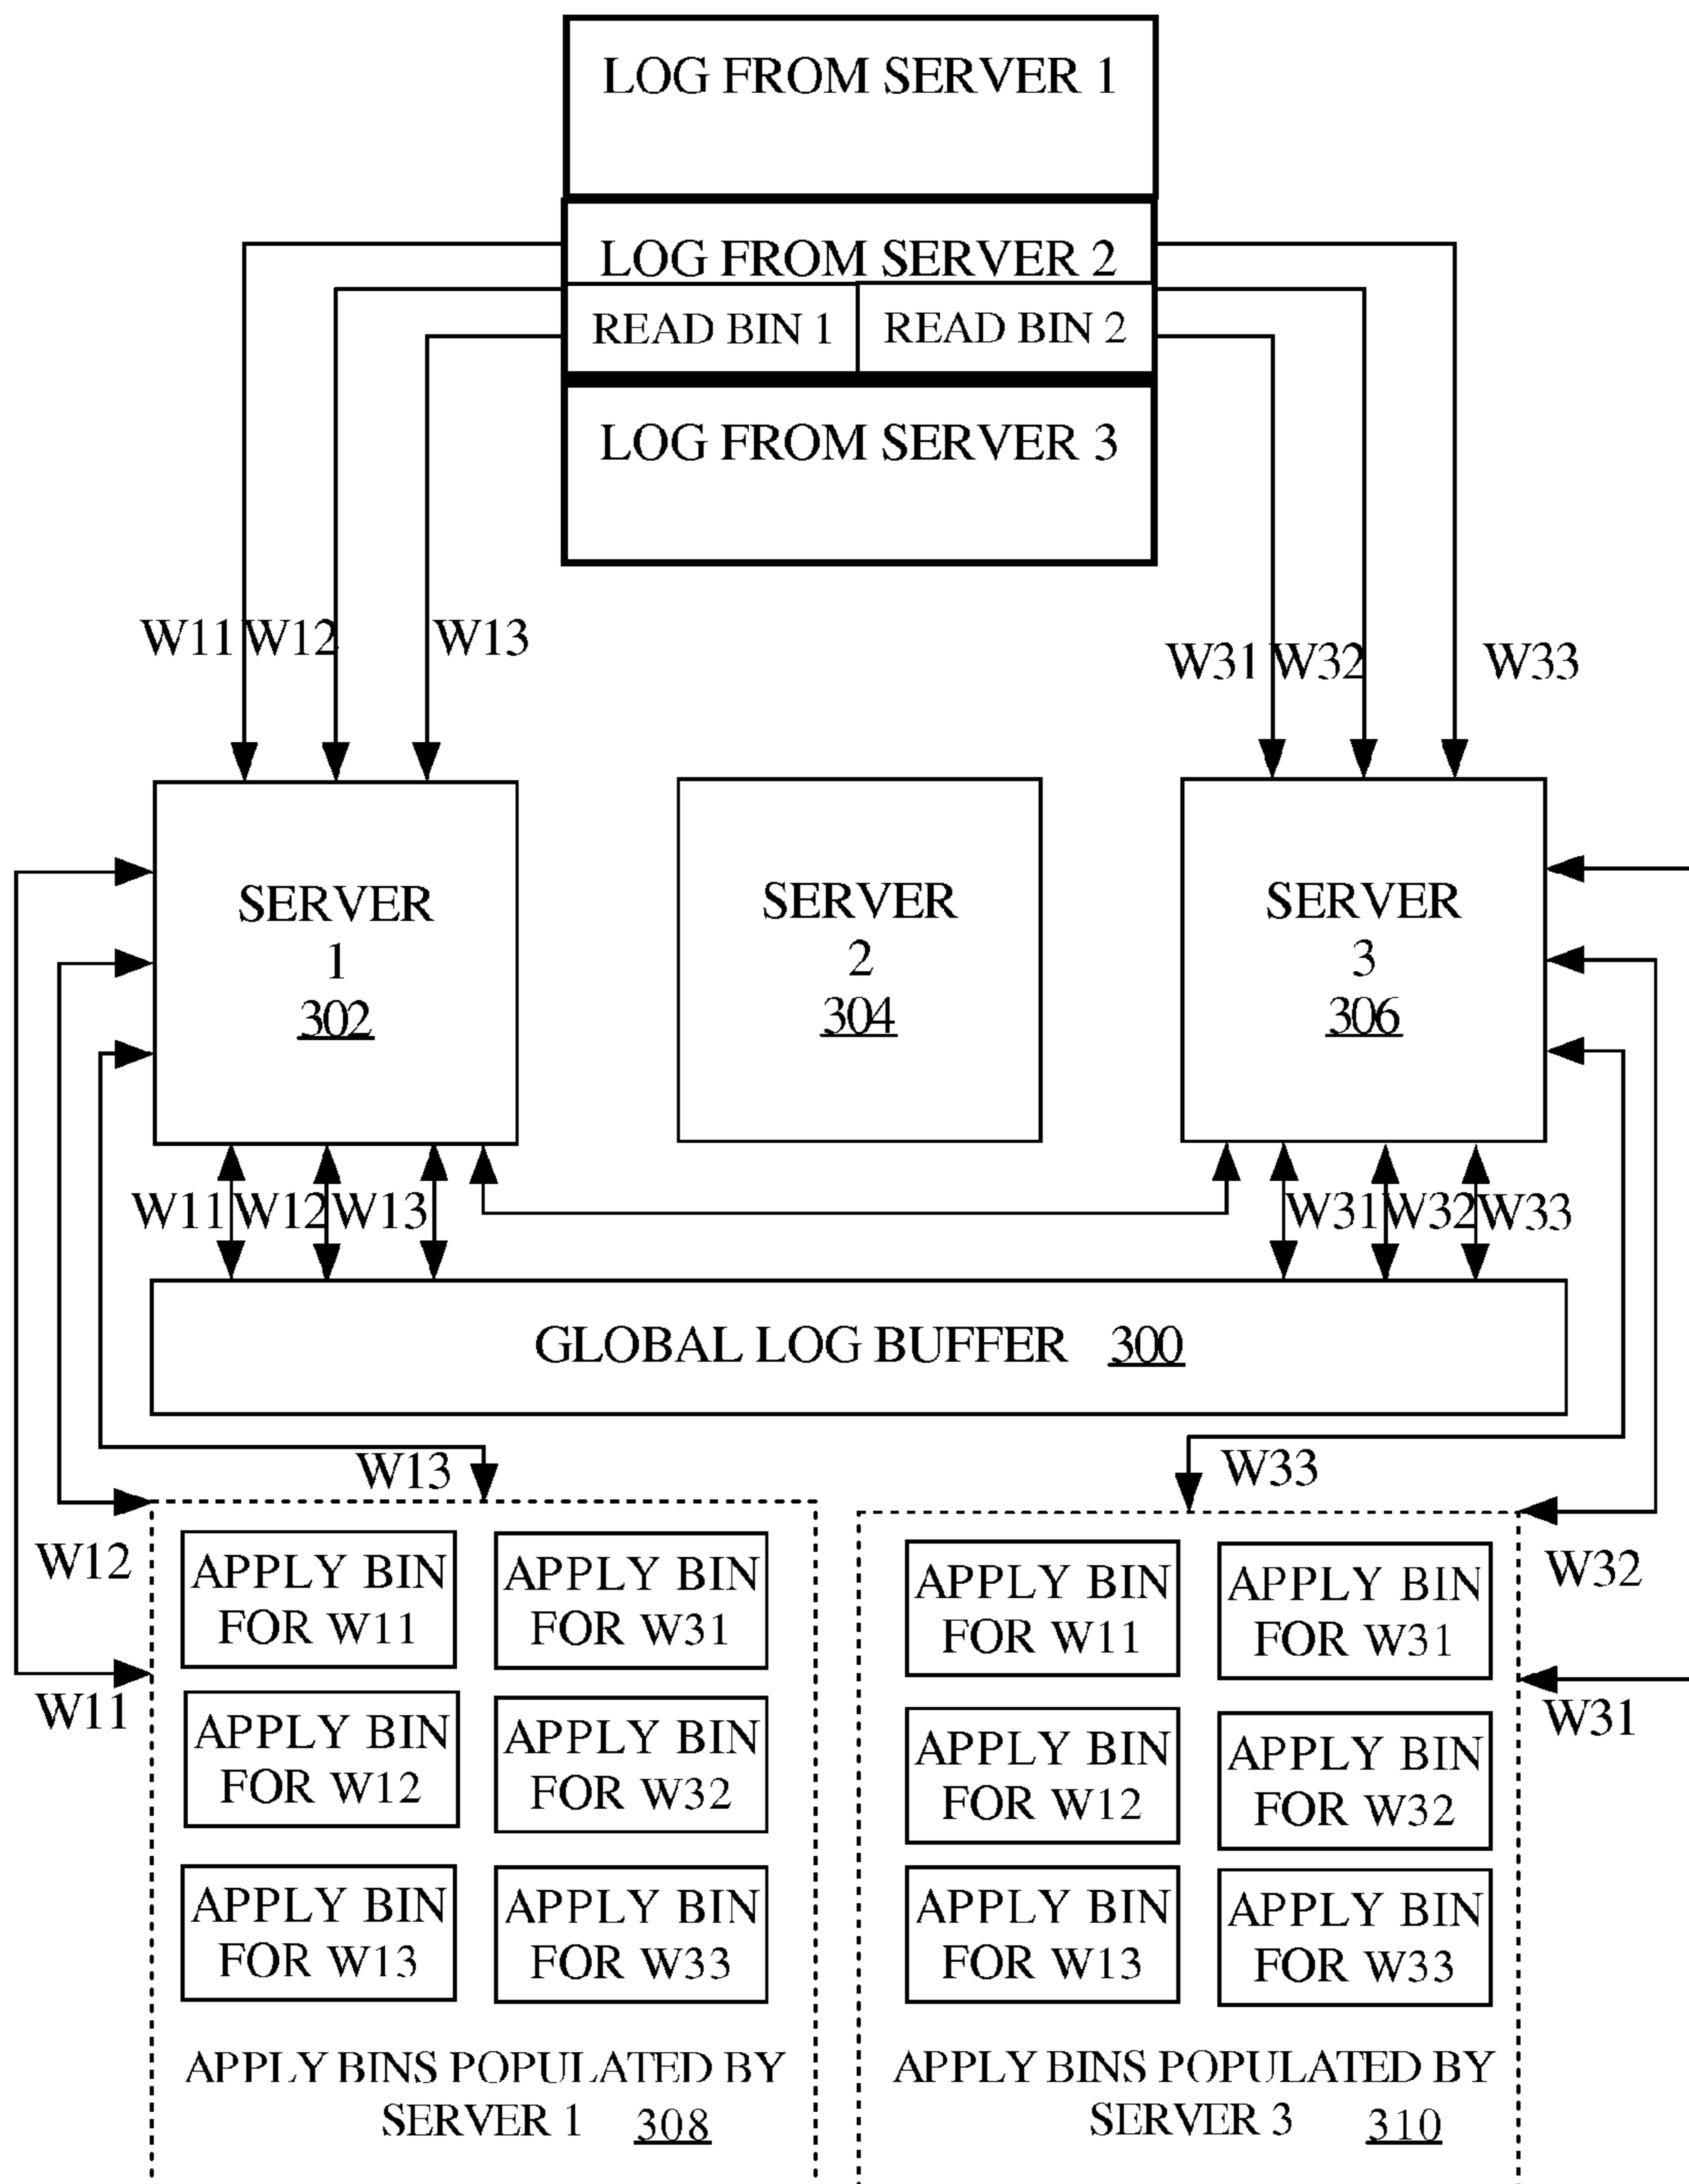 LOG FROM SERVER 1
LOG FROM SERVER 2
READ BIN 1
READ BIN 2
LOG FROM SERVER 3
W11
W12
W13
W31
W32
W33
SERVER
1
302
SERVER
2
304
SERVER
3
306
W11
W12
W13
W31
W32
W33
GLOBAL LOG BUFFER 300
W13
W33
W12
W32
W11
W31
APPLY BIN
FOR W11
APPLY BIN
FOR W31
APPLY BIN
FOR W12
APPLY BIN
FOR W32
APPLY BIN
FOR W13
APPLY BIN
FOR W33
APPLY BINS POPULATED BY
SERVER 1 308
APPLY BIN
FOR W11
APPLY BIN
FOR W31
APPLY BIN
FOR W12
APPLY BIN
FOR W32
APPLY BIN
FOR W13
APPLY BIN
FOR W33
APPLY BINS POPULATED BY
SERVER 3 310